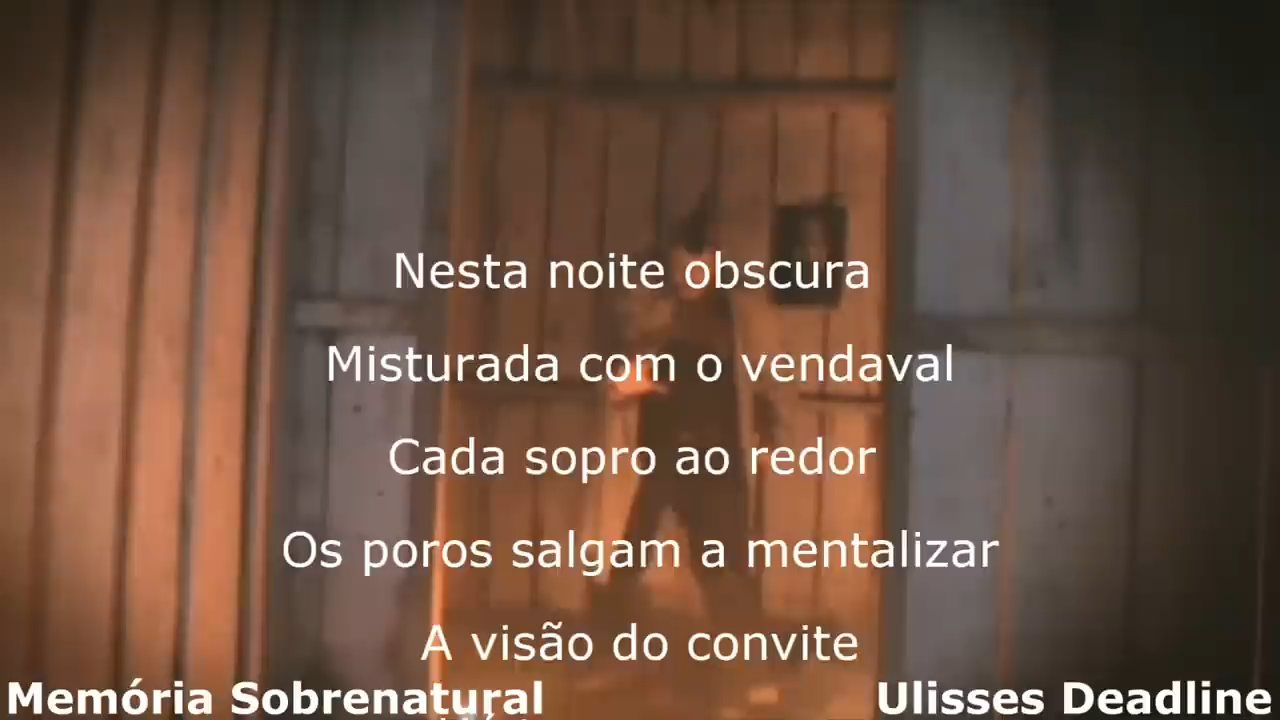 Nesta noite obscura
Misturada com o vendaval
Cada sopro ao redor
Os poros salgam a mentalizar
A visão do convite
Memória Sobrenatural
Ulisses Deadline